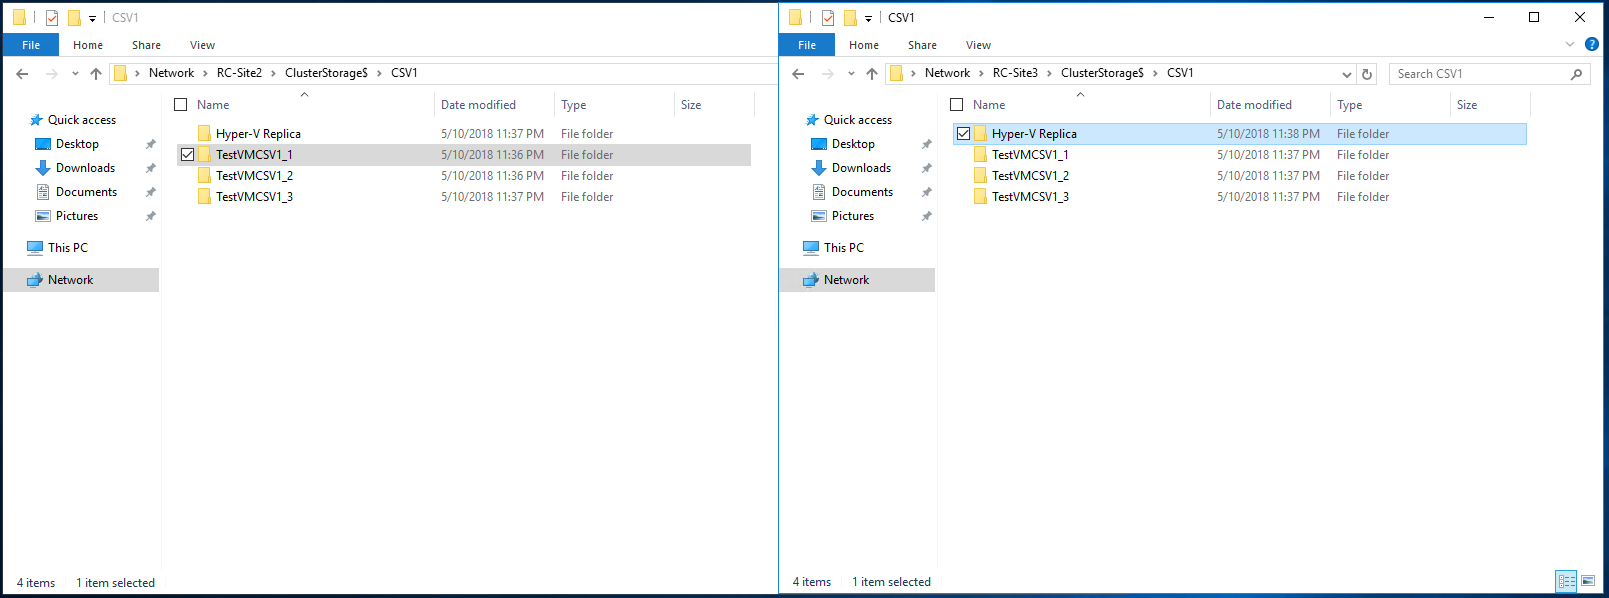 CSV1
File Home Share View
Network RC-Site2 ClusterStorage$ CSV1
Quick access
Desktop
Downloads
Documents
Pictures
This PC
Network
Name Date modified Type Size
Hyper-V Replica 5/10/2018 11:37 PM File folder
TestVMCSV1_1 5/10/2018 11:36 PM File folder
TestVMCSV1_2 5/10/2018 11:36 PM File folder
TestVMCSV1_3 5/10/2018 11:37 PM File folder
4 items 1 item selected
CSV1
File Home Share View
Network RC-Site3 ClusterStorage$ CSV1 Search CSV1
Quick access
Desktop
Downloads
Documents
Pictures
This PC
Network
Name Date modified Type Size
Hyper-V Replica 5/10/2018 11:38 PM File folder
TestVMCSV1_1 5/10/2018 11:37 PM File folder
TestVMCSV1_2 5/10/2018 11:37 PM File folder
TestVMCSV1_3 5/10/2018 11:37 PM File folder
4 items 1 item selected